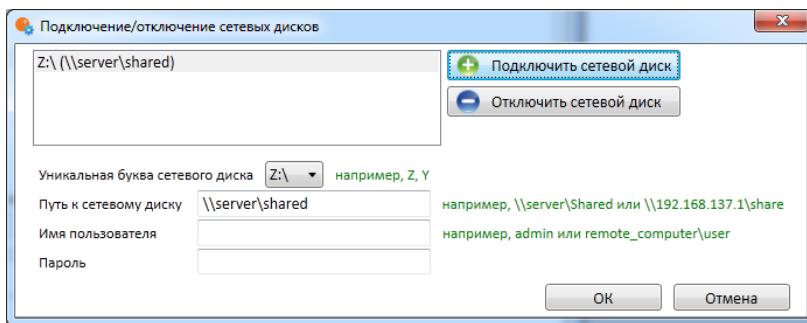 Подключение/отключение сетевых дисков
Z:\ (\\server\shared)
Подключить сетевой диск
Отключить сетевой диск
Уникальная буква сетевого диска Z:\ например, Z, Y
Путь к сетевому диску \\server\shared например, \\server\Shared или \\192.168.137.1\share
Имя пользователя например, admin или remote_computer\user
Пароль
ОК Отмена